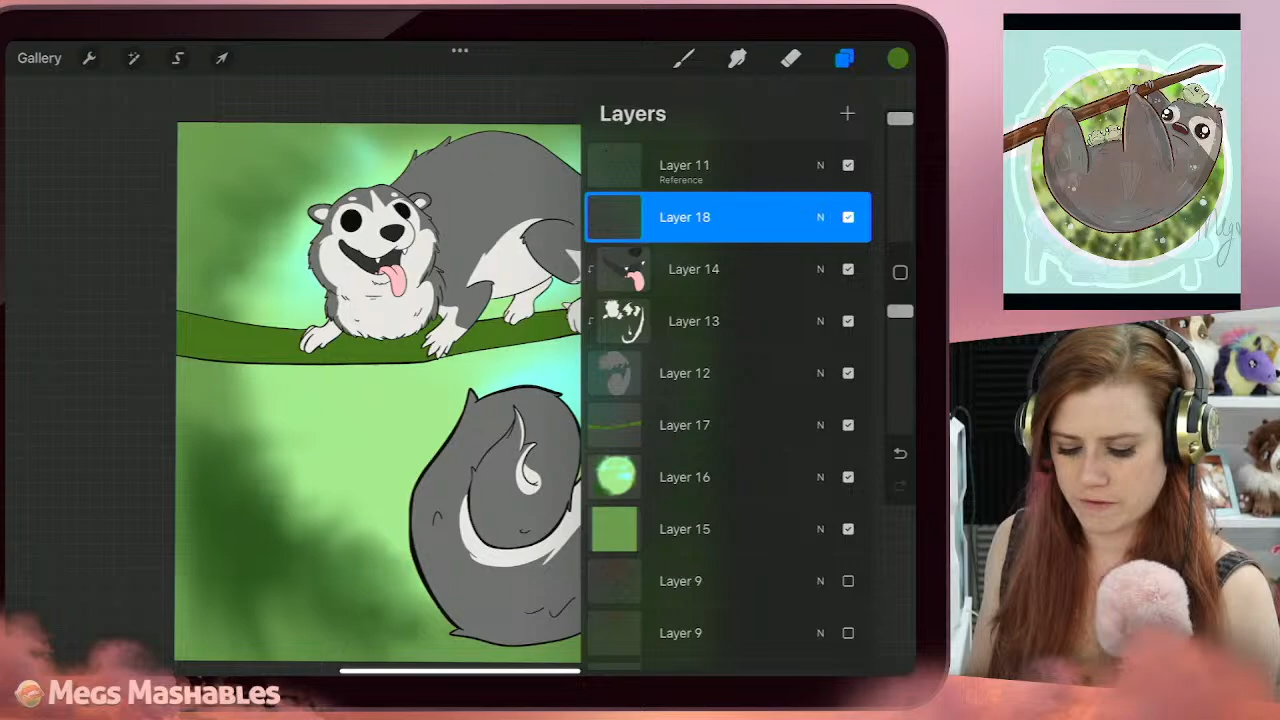 Gallery
Layers
Layer 11
N
Reference
Layer 18
N
Layer 14
N
Layer 13
N
Layer 12
N
Layer 17
N
Layer 16
N
Layer 15
N
Layer 9
N
Layer 9
N
Megs Mashables